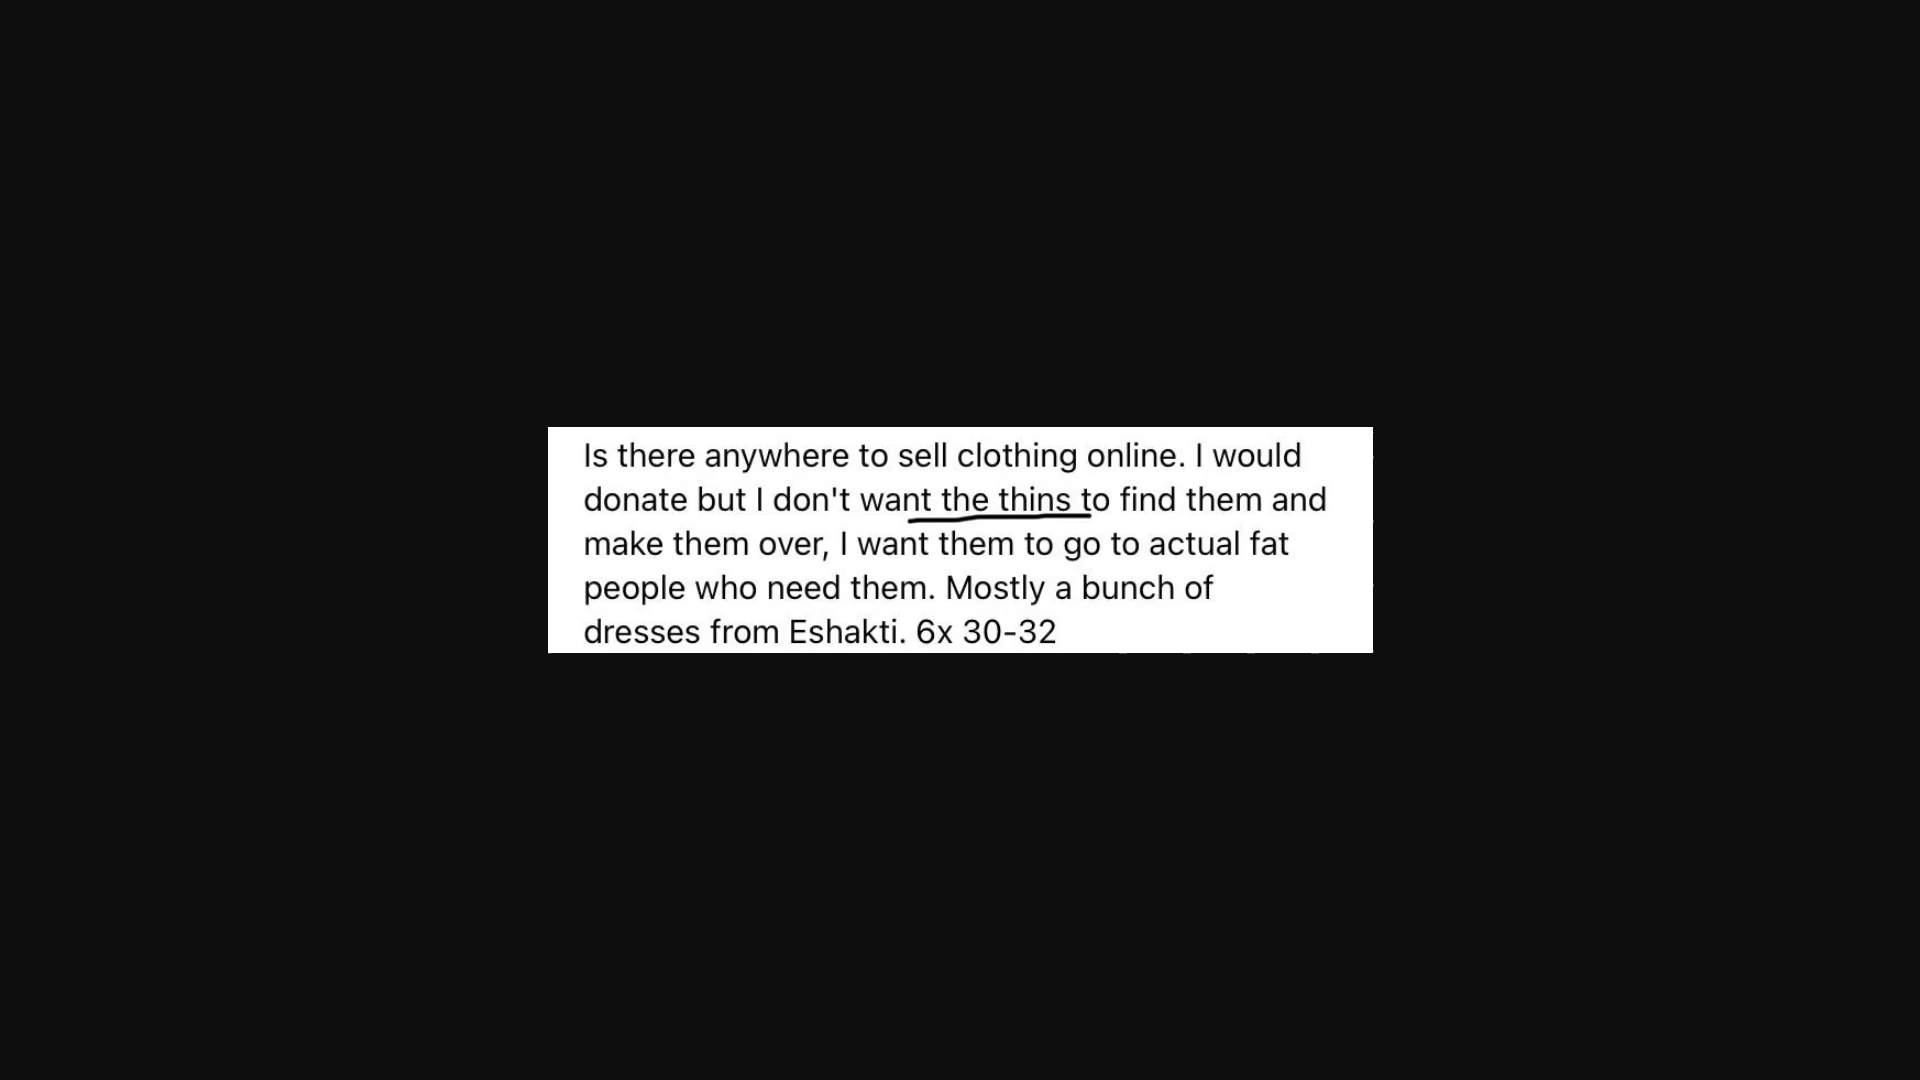 Is there anywhere to sell clothing online. I would
donate but I don't want the thins to find them and
make them over, I want them to go to actual fat
people who need them. Mostly a bunch of
dresses from Eshakti. 6x 30-32